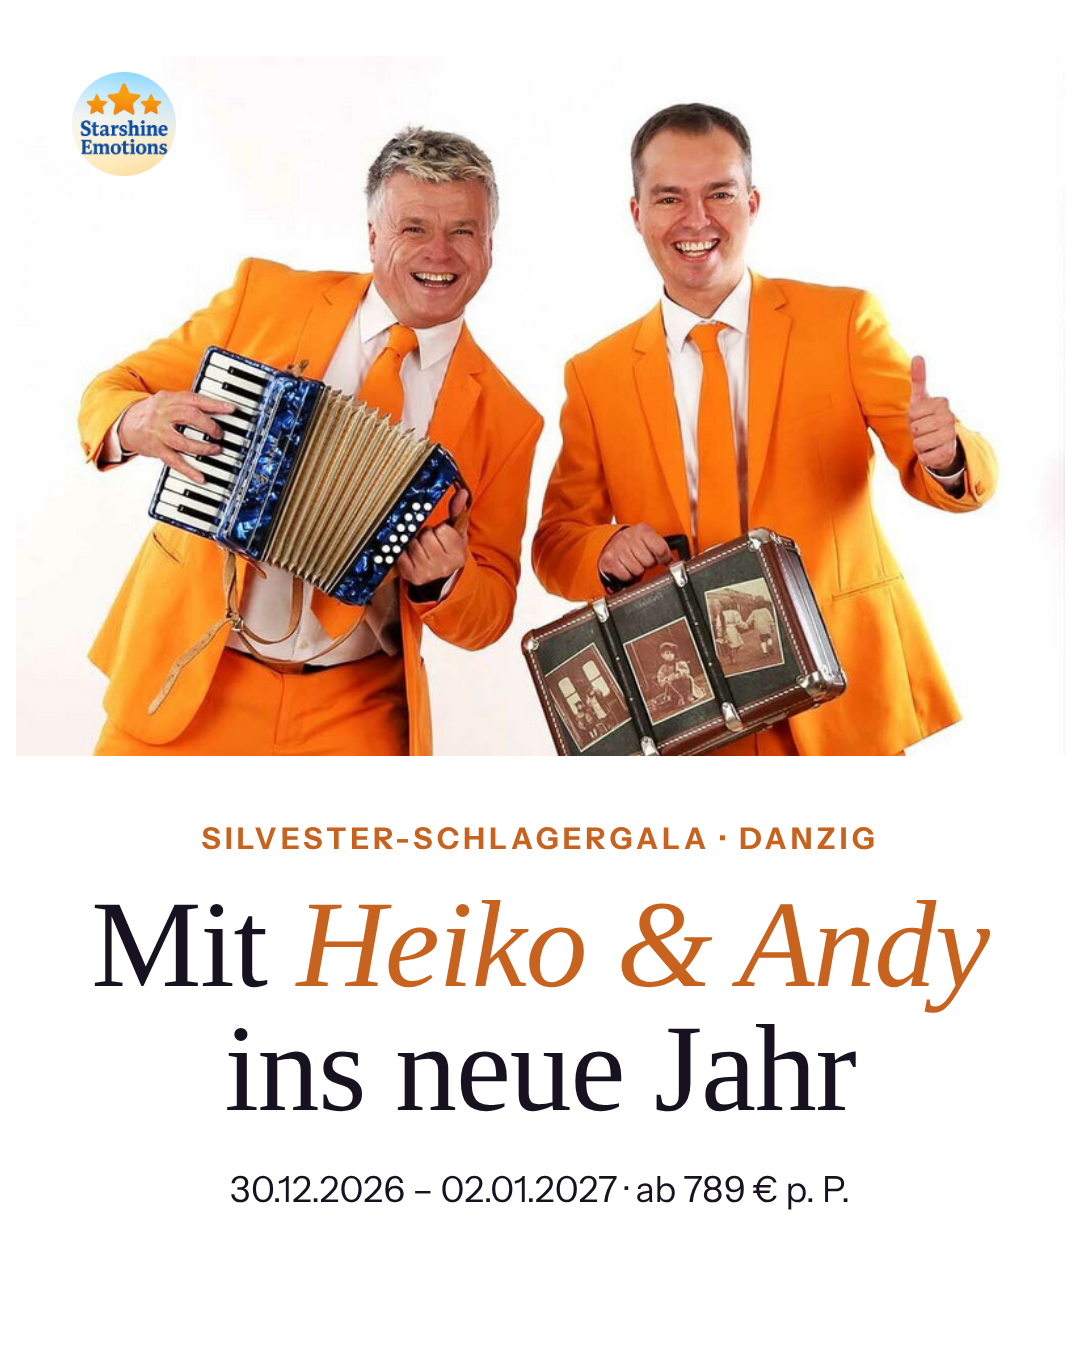 Starshine
Emotions
SILVESTER-SCHLAGERGALA · DANZIG
Mit Heiko & Andy
ins neue Jahr
30.12.2026 – 02.01.2027 · ab 789 € p. P.